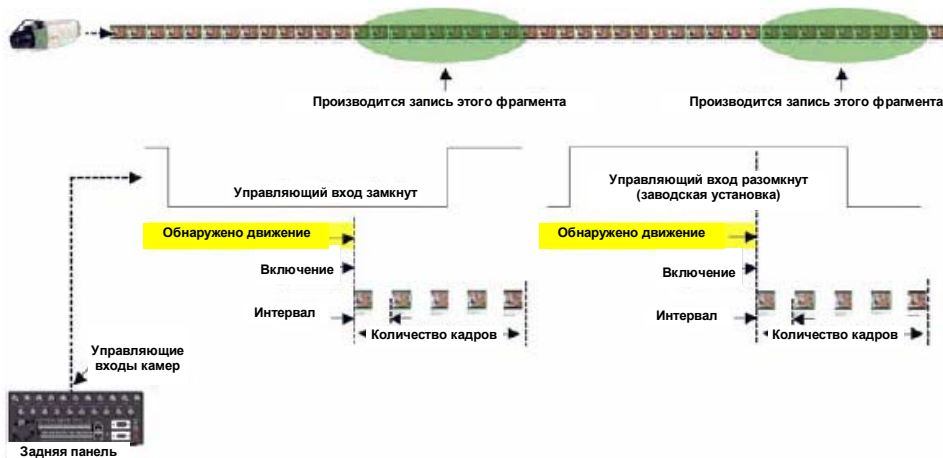 Производится запись этого фрагмента
Производится запись этого фрагмента
Управляющий вход замкнут
Управляющий вход разомкнут
(заводская установка)
Обнаружено движение
Обнаружено движение
Включение
Включение
Интервал
Количество кадров
Интервал
Количество кадров
Управляющие
входы камер
Задняя панель